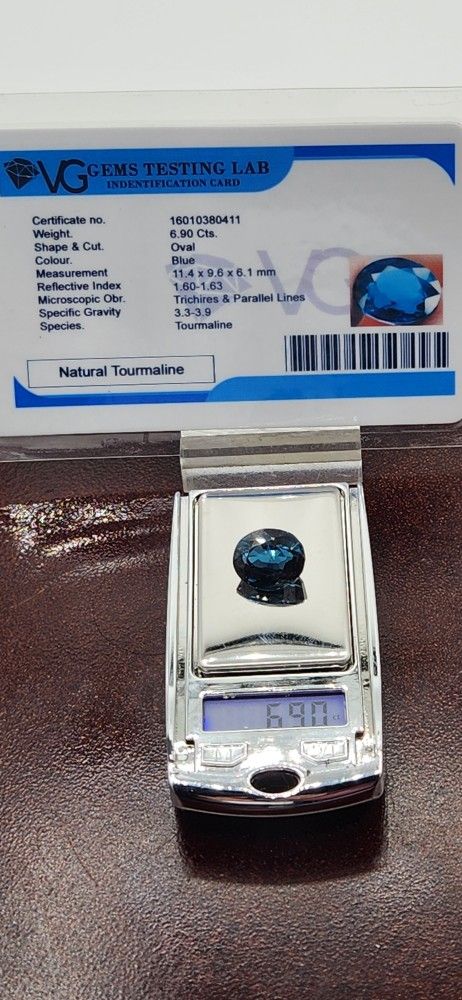 VG GEMS TESTING LAB
INDENTIFICATION CARD
Certificate no. 16010380411
Weight. 6.90 Cts.
Shape & Cut. Oval
Colour. Blue
Measurement 11.4 x 9.6 x 6.1 mm
Reflective Index 1.60-1.63
Microscopic Obr. Trichires & Parallel Lines
Specific Gravity 3.3-3.9
Species. Tourmaline
VG
Natural Tourmaline
6.90 ct